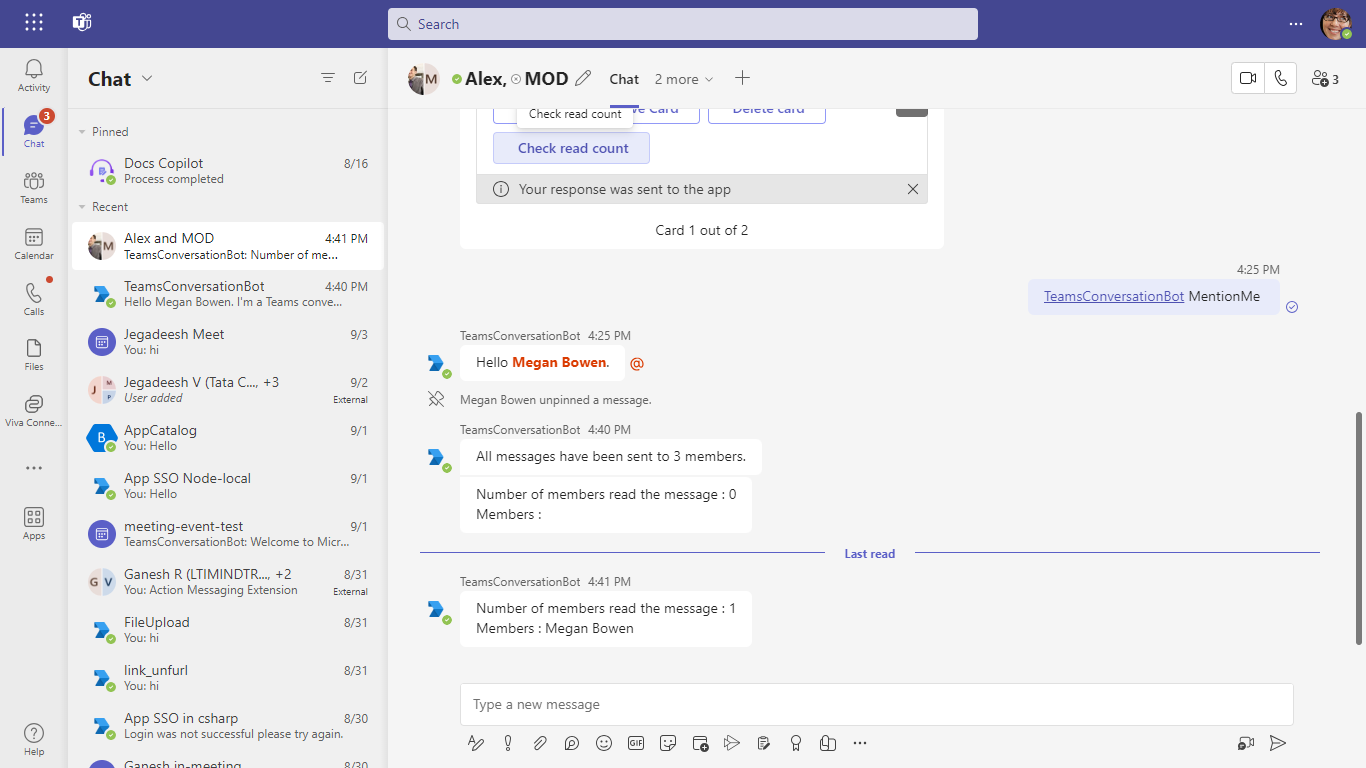 Search
Activity
3
Chat
Teams
Calendar
Calls
Files
Viva Conne...
Apps
Help
Chat
Pinned
Docs Copilot 8/16
Process completed
Recent
Alex and MOD 4:41 PM
TeamsConversationBot: Number of me...
TeamsConversationBot 4:40 PM
Hello Megan Bowen. I'm a Teams conve...
Jegadeesh Meet 9/3
You: hi
Jegadeesh V (Tata C..., +3 9/2
User added External
AppCatalog 9/1
You: Hello
App SSO Node-local 9/1
You: Hello
meeting-event-test 9/1
TeamsConversationBot: Welcome to Micr...
Ganesh R (LTIMINDTR..., +2 8/31
You: Action Messaging Extension External
FileUpload 8/31
You: hi
link_unfurl 8/31
You: hi
App SSO in csharp 8/30
Login was not successful please try again.
Ganesh in-meeting 8/30
Alex, MOD Chat 2 more 3
Card Delete card
Check read count
Check read count
Your response was sent to the app
Card 1 out of 2
4:25 PM
TeamsConversationBot MentionMe
TeamsConversationBot 4:25 PM
Hello Megan Bowen. @
Megan Bowen unpinned a message.
TeamsConversationBot 4:40 PM
All messages have been sent to 3 members.
Number of members read the message : 0
Members :
Last read
TeamsConversationBot 4:41 PM
Number of members read the message : 1
Members : Megan Bowen
Type a new message
GIF